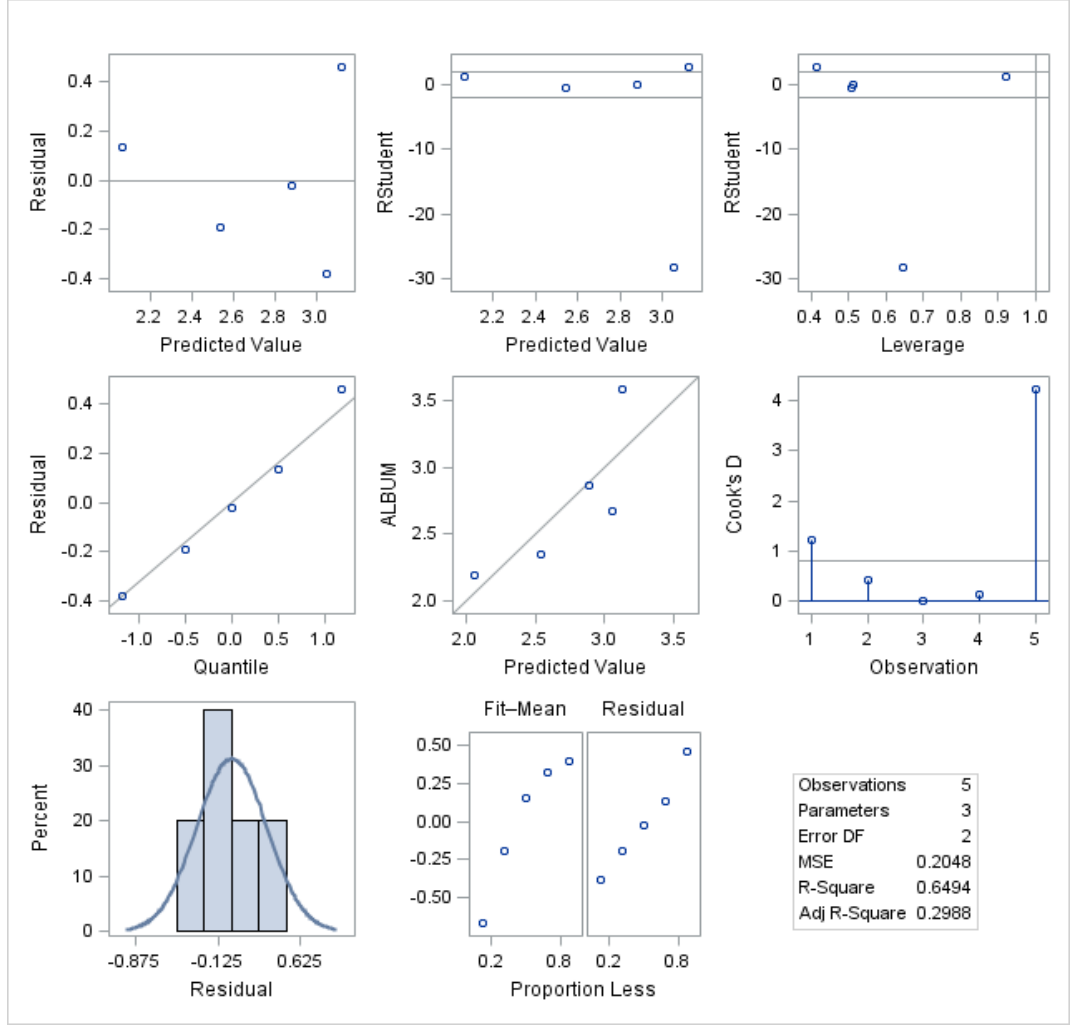 0.4
0.2
0.0
-0.2
-0.4
Residual
2.2 2.4 2.6 2.8 3.0
Predicted Value
0
-10
-20
-30
RStudent
2.2 2.4 2.6 2.8 3.0
Predicted Value
0
-10
-20
-30
RStudent
0.4 0.5 0.6 0.7 0.8 0.9 1.0
Leverage
0.4
0.2
0.0
-0.2
-0.4
Residual
-1.0 -0.5 0.0 0.5 1.0
Quantile
3.5
3.0
2.5
2.0
ALBUM
2.0 2.5 3.0 3.5
Predicted Value
4
3
2
1
0
Cook's D
1 2 3 4 5
Observation
40
30
20
10
0
Percent
-0.875 -0.125 0.625
Residual
Fit–Mean Residual
0.50
0.25
0.00
-0.25
-0.50
0.2 0.8 0.2 0.8
Proportion Less
Observations 5
Parameters 3
Error DF 2
MSE 0.2048
R-Square 0.6494
Adj R-Square 0.2988